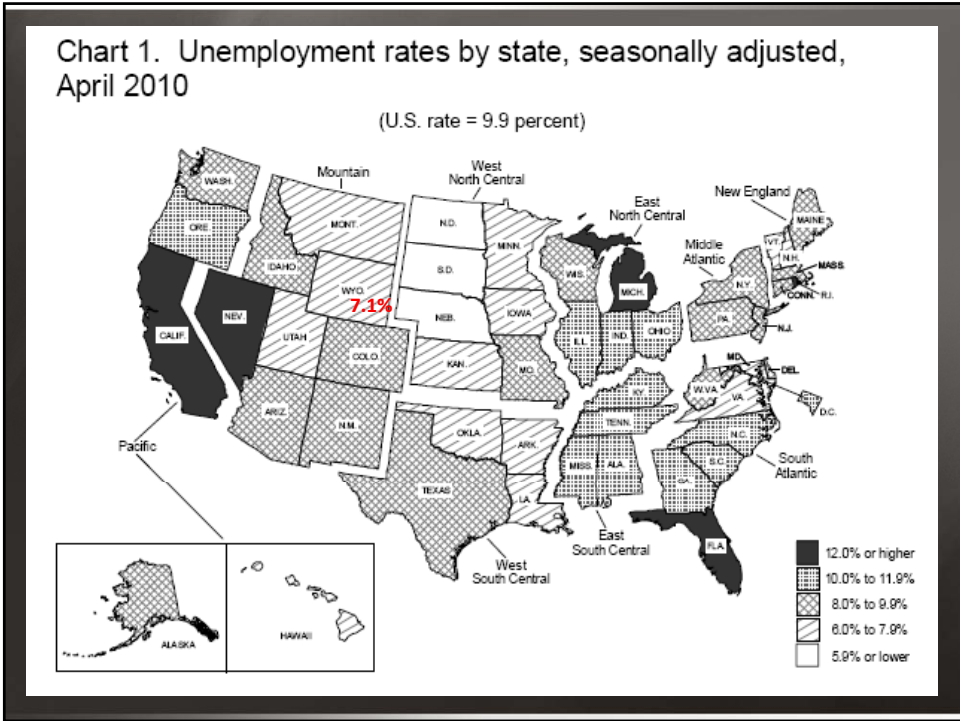 Chart 1. Unemployment rates by state, seasonally adjusted,
April 2010
(U.S. rate = 9.9 percent)
Mountain
West
North Central
East
North Central
New England
Middle
Atlantic
Pacific
West
South Central
East
South Central
South
Atlantic
WASH.
ORE.
CALIF.
NEV.
IDAHO
MONT.
WYO.
7.1%
UTAH
COLO.
ARIZ.
N.M.
N.D.
S.D.
NEB.
KAN.
MINN.
IOWA
MO.
OKLA.
TEXAS
ARK.
LA.
WIS.
MICH.
ILL.
IND.
OHIO
KY.
TENN.
MISS.
ALA.
MAINE
VT.
N.H.
MASS.
CONN.
R.I.
N.Y.
PA.
N.J.
MD.
DEL.
D.C.
W.VA.
VA.
N.C.
S.C.
GA.
FLA.
ALASKA
HAWAII
12.0% or higher
10.0% to 11.9%
8.0% to 9.9%
6.0% to 7.9%
5.9% or lower